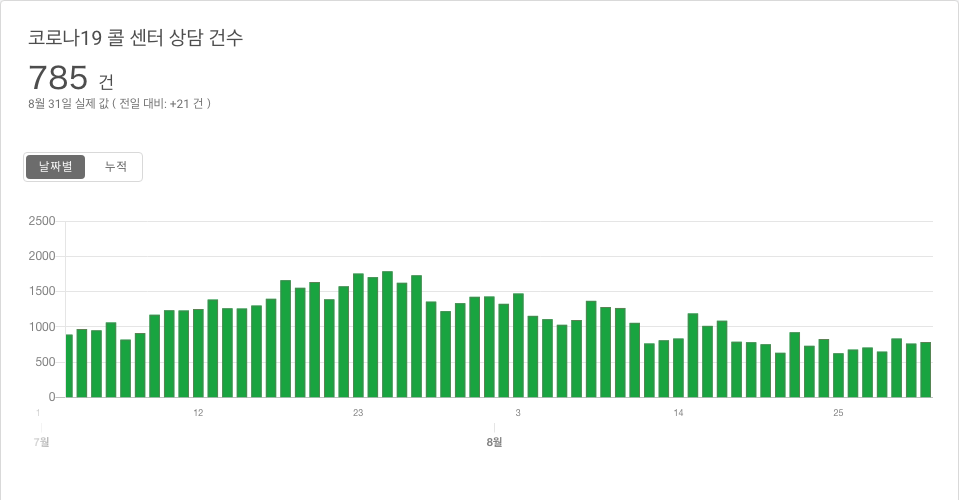 코로나19 콜 센터 상담 건수
785 건
8월 31일 실제 값 ( 전일 대비: +21 건 )
날짜별 누적
2500
2000
1500
1000
500
0
1 12 23 3 14 25
7월 8월